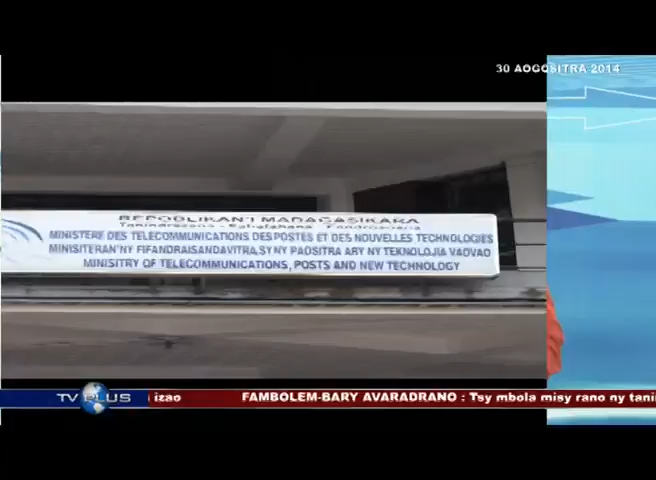 30 AOGOSITRA 2014
REPOBLIKAN'I MADAGASIKARA
Tanindrazana - Fahafahana - Fandrosoana
MINISTERE DES TELECOMMUNICATIONS DES POSTES ET DES NOUVELLES TECHNOLOGIES
MINISITERAN'NY FIFANDRAISANDAVITRA,SY NY PAOSITRA ARY NY TEKNOLOJIA VAOVAO
MINISITRY OF TELECOMMUNICATIONS, POSTS AND NEW TECHNOLOGY
TV PLUS izao FAMBOLEM-BARY AVARADRANO : Tsy mbola misy rano ny tani